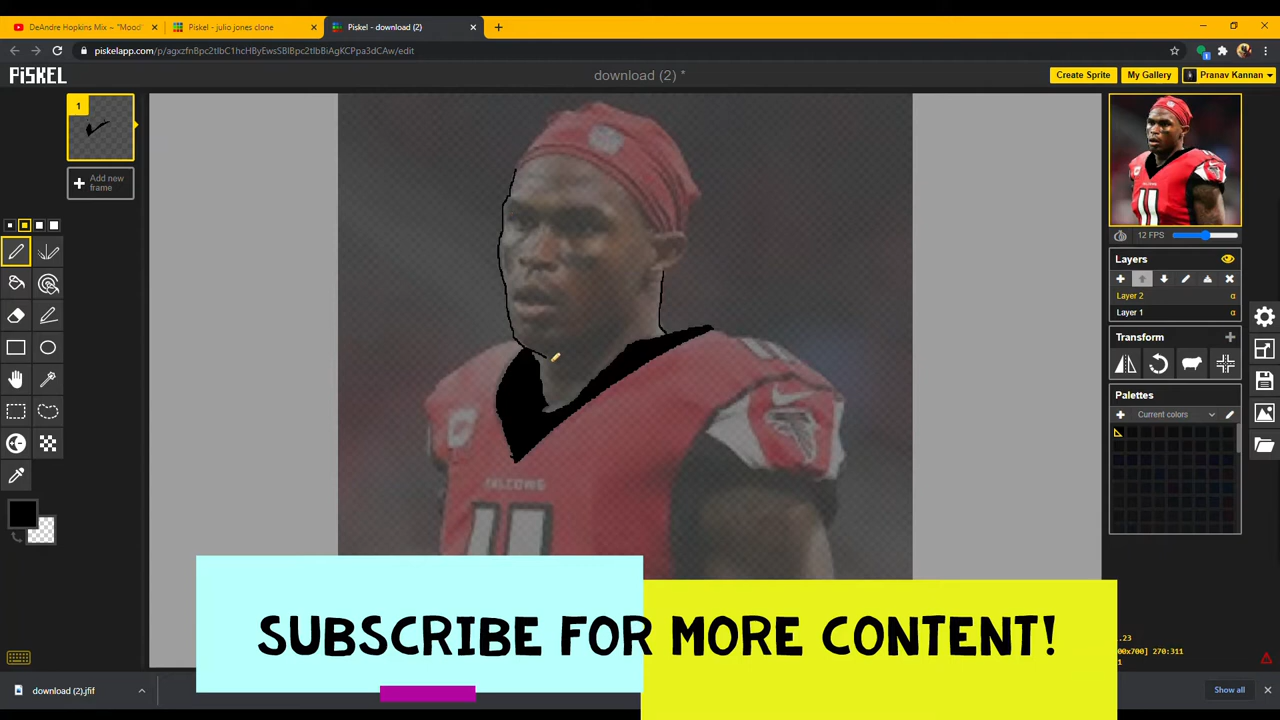 DeAndre Hopkins Mix ~ "Mood"
Piskel - julio jones clone
Piskel - download (2)
piskelapp.com/p/agxzfnBpc2tlbC1hcHByEwsSBlBpc2tlbBiAgKCPpa3dCAw/edit
PiSKEL
download (2) *
Create Sprite
My Gallery
Pranav Kannan
1
Add new
frame
12 FPS
Layers
Layer 2
α
Layer 1
α
Transform
Palettes
Current colors
FALCONS
11
SUBSCRIBE FOR MORE CONTENT!
download (2).jfif
Show all